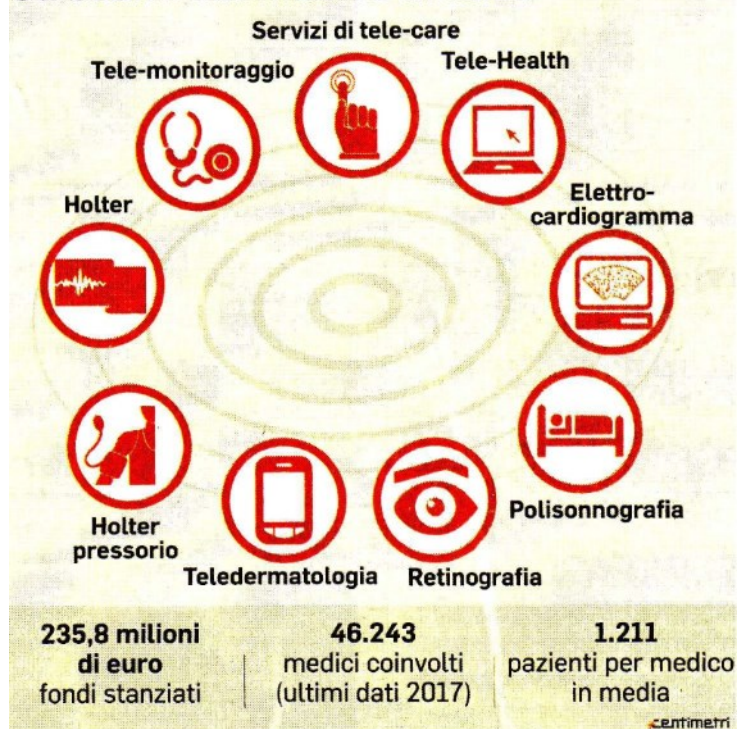 Servizi di tele-care
Tele-monitoraggio
Tele-Health
Holter
Elettro-
cardiogramma
Holter
pressorio
Teledermatologia
Retinografia
Polisonnografia
235,8 milioni
di euro
fondi stanziati
46.243
medici coinvolti
(ultimi dati 2017)
1.211
pazienti per medico
in media
centimetri